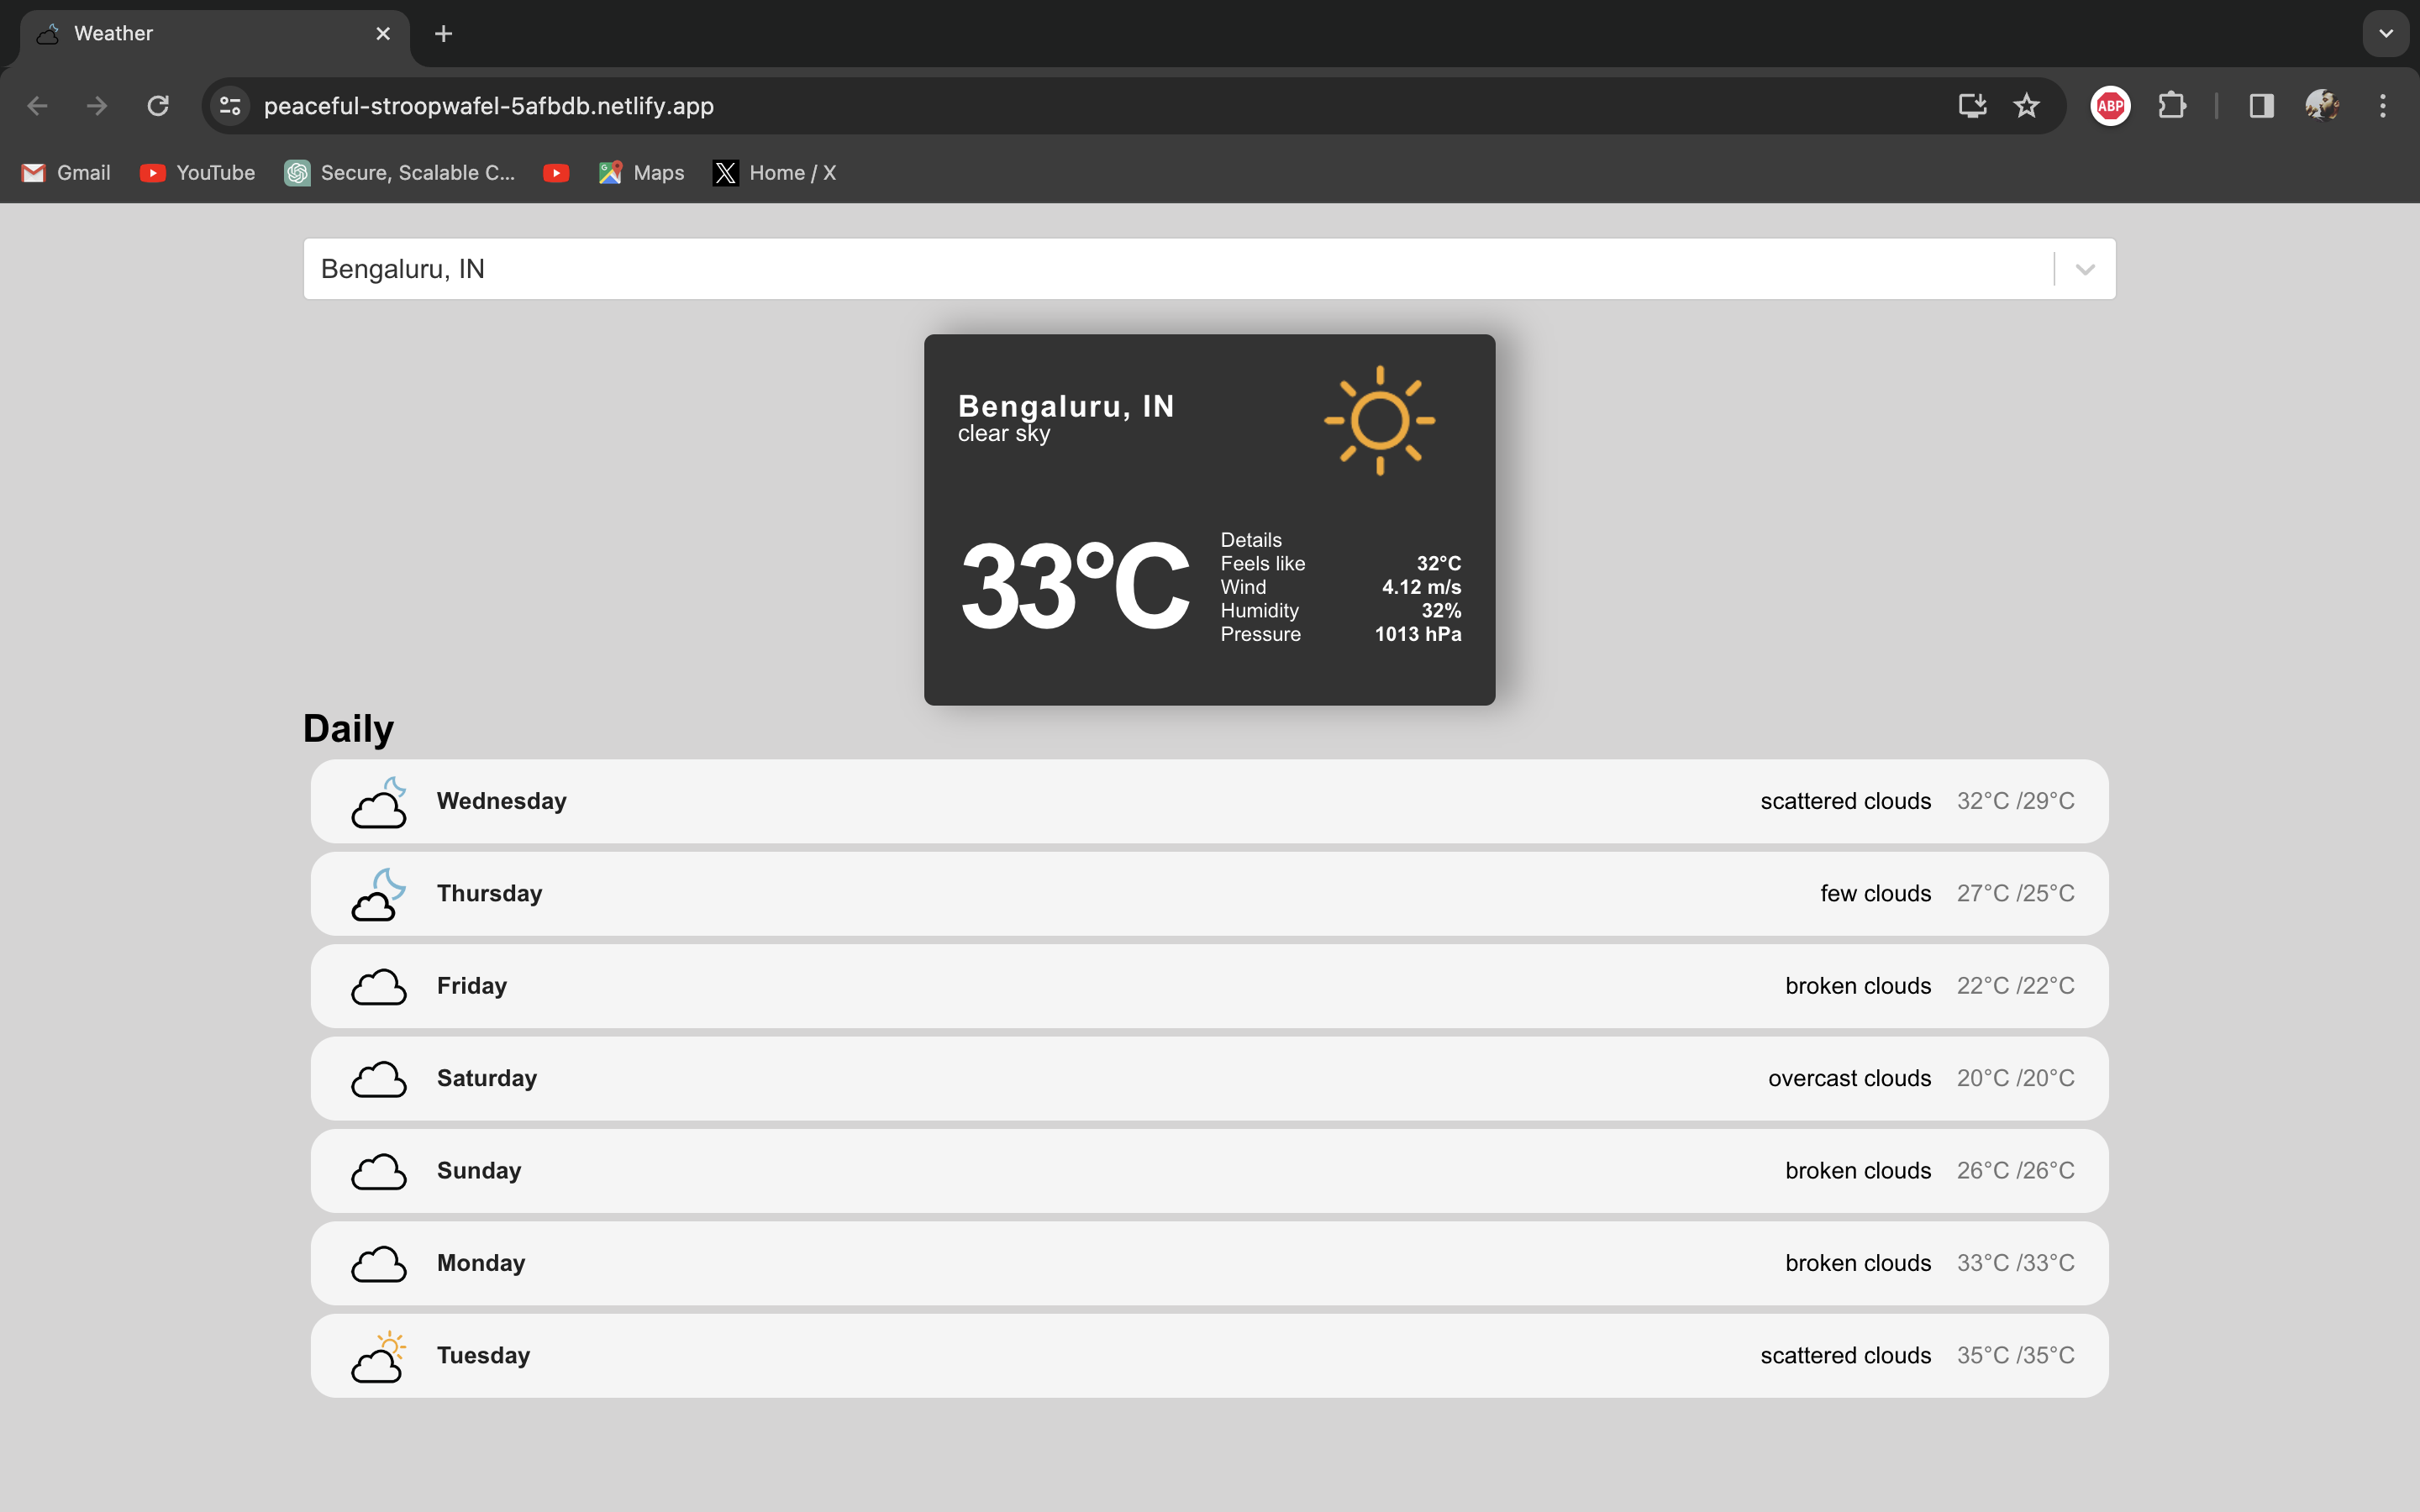 Weather
peaceful-stroopwafel-5afbdb.netlify.app
ABP
Gmail YouTube Secure, Scalable C... Maps Home / X
Bengaluru, IN
Bengaluru, IN
clear sky
33°C
Details
Feels like 32°C
Wind 4.12 m/s
Humidity 32%
Pressure 1013 hPa
Daily
Wednesday scattered clouds 32°C /29°C
Thursday few clouds 27°C /25°C
Friday broken clouds 22°C /22°C
Saturday overcast clouds 20°C /20°C
Sunday broken clouds 26°C /26°C
Monday broken clouds 33°C /33°C
Tuesday scattered clouds 35°C /35°C